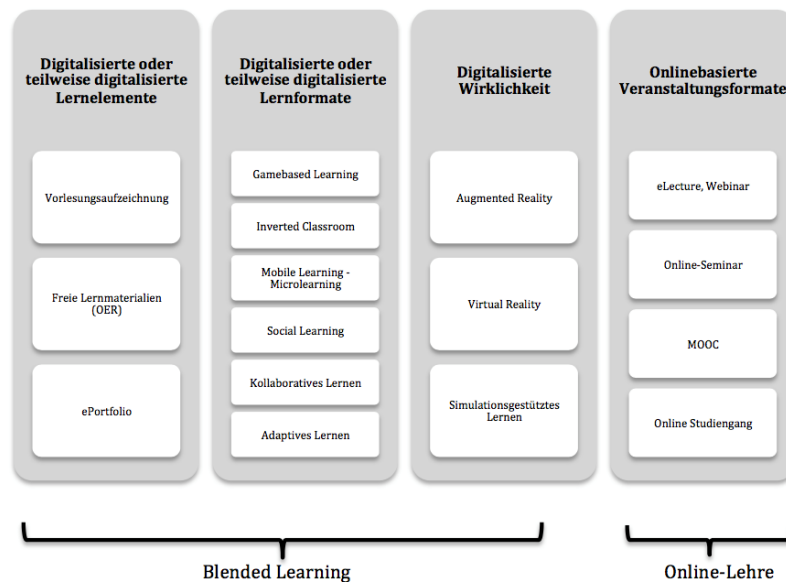 Digitalisierte oder
teilweise digitalisierte
Lernelemente
Vorlesungsaufzeichnung
Freie Lernmaterialien
(OER)
ePortfolio
Digitalisierte oder
teilweise digitalisierte
Lernformate
Gamebased Learning
Inverted Classroom
Mobile Learning -
Microlearning
Social Learning
Kollaboratives Lernen
Adaptives Lernen
Digitalisierte
Wirklichkeit
Augmented Reality
Virtual Reality
Simulationsgestütztes
Lernen
Onlinebasierte
Veranstaltungsformate
eLecture, Webinar
Online-Seminar
MOOC
Online Studiengang
Blended Learning
Online-Lehre